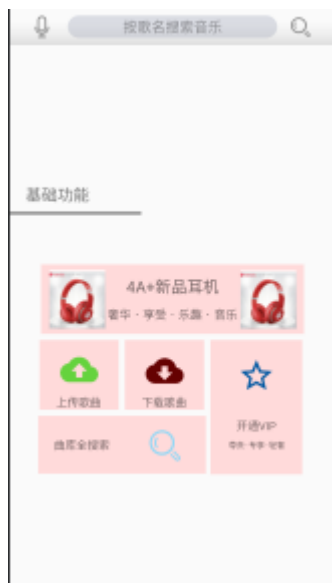 按歌名搜索音乐
基础功能
4A+新品耳机
奢华 · 享受 · 乐趣 · 音乐
上传歌曲
下载歌曲
曲库全搜索
开通VIP